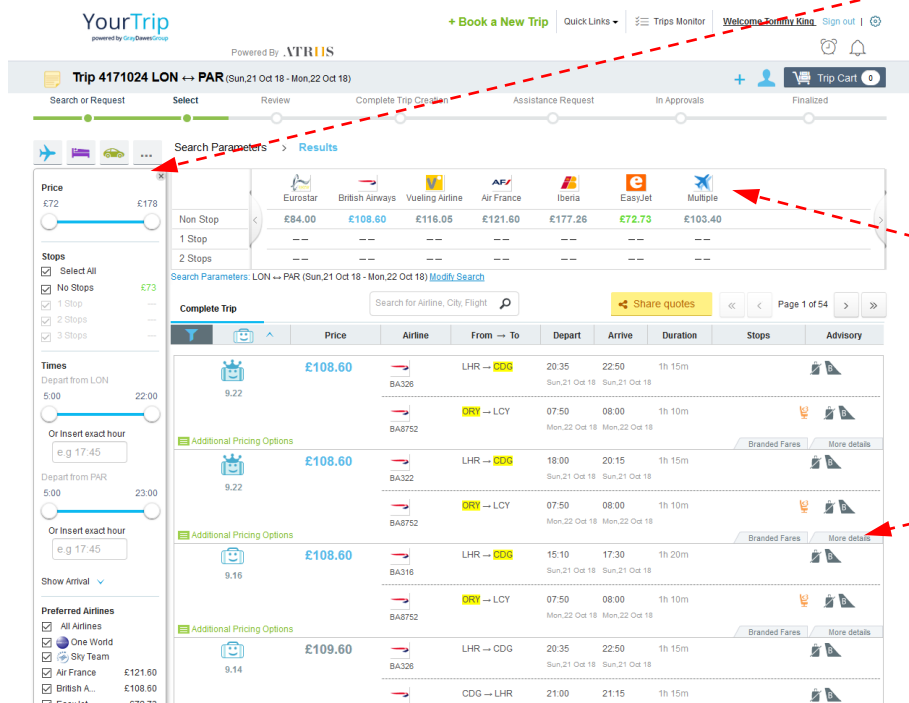 YourTrip
powered by GrayDawesGroup
+ Book a New Trip Quick Links Trips Monitor Welcome Tommy King Sign out |
Powered By ATRIIS
Trip 4171024 LON ↔ PAR (Sun,21 Oct 18 - Mon,22 Oct 18)
+ Trip Cart 0
Search or Request Select Review Complete Trip Creation Assistance Request In Approvals Finalized
... Search Parameters > Results
Price
£72 £178
Stops
Select All
No Stops £73
1 Stop —
2 Stops —
3 Stops —
Times
Depart from LON
5:00 22:00
Or Insert exact hour
e.g 17:45
Depart from PAR
5:00 23:00
Or Insert exact hour
e.g 17:45
Show Arrival
Preferred Airlines
All Airlines
One World
Sky Team
Air France £121.60
British A... £108.60
Eurostar British Airways Vueling Airline Air France Iberia EasyJet Multiple
Non Stop < £84.00 £108.60 £116.05 £121.60 £177.26 £72.73 £103.40 >
1 Stop –– –– –– –– –– –– ––
2 Stops –– –– –– –– –– –– ––
Search Parameters: LON ↔ PAR (Sun,21 Oct 18 - Mon,22 Oct 18) Modify Search
Complete Trip Search for Airline, City, Flight Share quotes « < Page 1 of 54 > »
Price Airline From → To Depart Arrive Duration Stops Advisory
£108.60 LHR → CDG 20:35 22:50 1h 15m
9.22 BA326 Sun,21 Oct 18 Sun,21 Oct 18
ORY → LCY 07:50 08:00 1h 10m
BA8752 Mon,22 Oct 18 Mon,22 Oct 18
Additional Pricing Options Branded Fares More details
£108.60 LHR → CDG 18:00 20:15 1h 15m
9.22 BA322 Sun,21 Oct 18 Sun,21 Oct 18
ORY → LCY 07:50 08:00 1h 10m
BA8752 Mon,22 Oct 18 Mon,22 Oct 18
Additional Pricing Options Branded Fares More details
£108.60 LHR → CDG 15:10 17:30 1h 20m
9.16 BA316 Sun,21 Oct 18 Sun,21 Oct 18
ORY → LCY 07:50 08:00 1h 10m
BA8752 Mon,22 Oct 18 Mon,22 Oct 18
Additional Pricing Options Branded Fares More details
£109.60 LHR → CDG 20:35 22:50 1h 15m
9.14 BA326 Sun,21 Oct 18 Sun,21 Oct 18
CDG → LHR 21:00 21:15 1h 15m